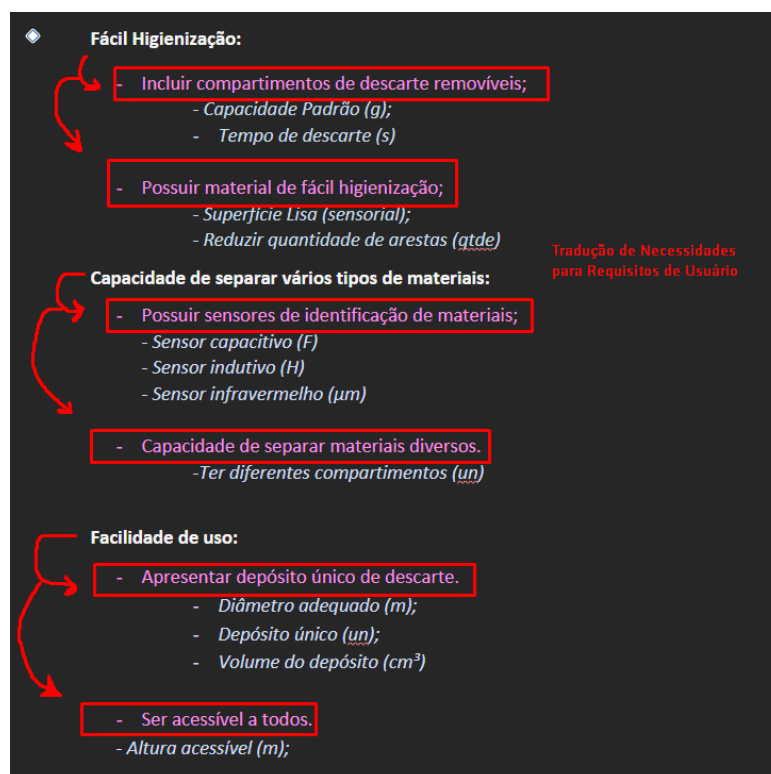 Fácil Higienização:
- Incluir compartimentos de descarte removíveis;
- Capacidade Padrão (g);
- Tempo de descarte (s)
- Possuir material de fácil higienização;
- Superfície Lisa (sensorial);
- Reduzir quantidade de arestas (qtde)
Tradução de Necessidades
para Requisitos de Usuário
Capacidade de separar vários tipos de materiais:
- Possuir sensores de identificação de materiais;
- Sensor capacitivo (F)
- Sensor indutivo (H)
- Sensor infravermelho (µm)
- Capacidade de separar materiais diversos.
-Ter diferentes compartimentos (un)
Facilidade de uso:
- Apresentar depósito único de descarte.
- Diâmetro adequado (m);
- Depósito único (un);
- Volume do depósito (cm³)
- Ser acessível a todos.
- Altura acessível (m);